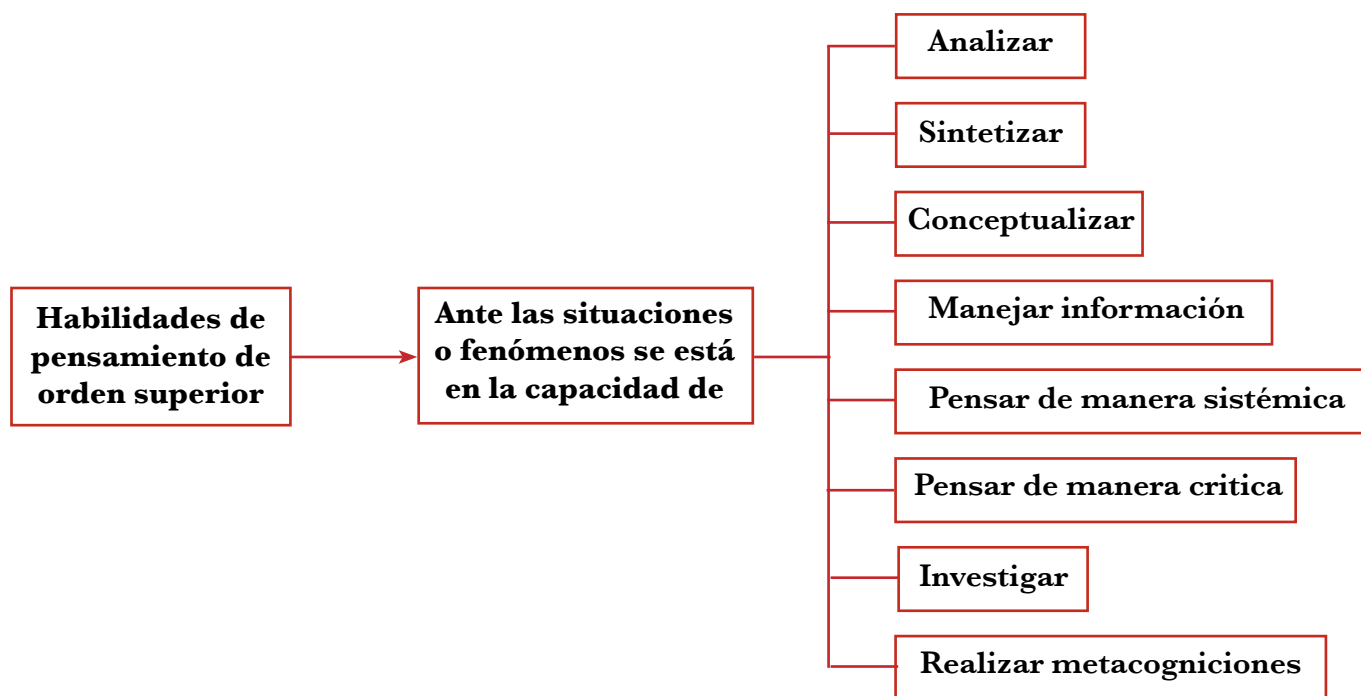 Habilidades de
pensamiento de
orden superior
Ante las situaciones
o fenómenos se está
en la capacidad de
Analizar
Sintetizar
Conceptualizar
Manejar información
Pensar de manera sistémica
Pensar de manera critica
Investigar
Realizar metacogniciones